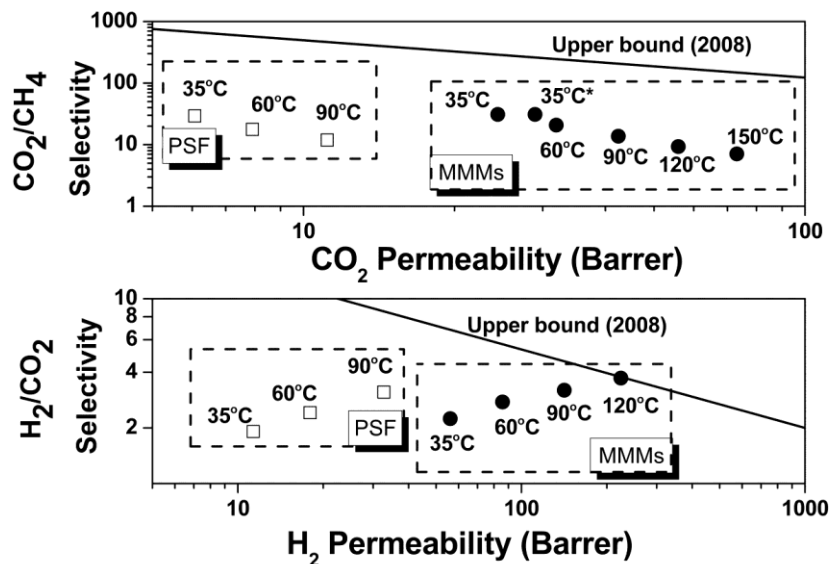 1000
Upper bound (2008)
CO2/CH4
Selectivity
100
35°C
60°C
90°C
35°C
35°C*
60°C
90°C
120°C
150°C
10
PSF
MMMs
1
10
100
CO2 Permeability (Barrer)
10
Upper bound (2008)
H2/CO2
Selectivity
8
6
4
2
90°C
60°C
35°C
PSF
35°C
60°C
90°C
120°C
MMMs
10
100
1000
H2 Permeability (Barrer)